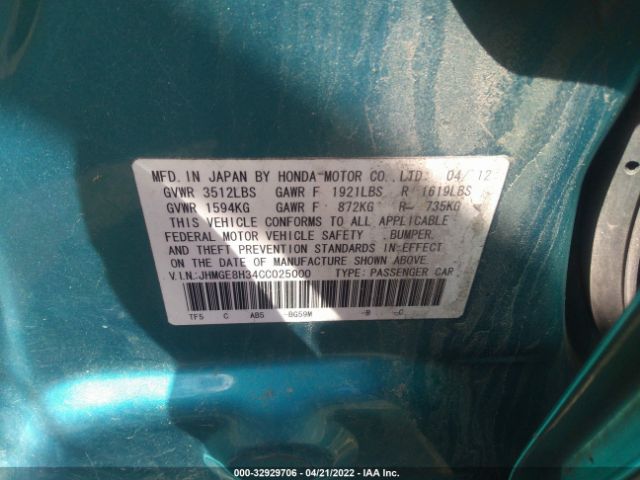 MFD. IN JAPAN BY HONDA MOTOR CO., LTD. 04/12
GVWR 3512LBS GAWR F 1921LBS R 1619LBS
GVWR 1594KG GAWR F 872KG R 735KG
THIS VEHICLE CONFORMS TO ALL APPLICABLE
FEDERAL MOTOR VEHICLE SAFETY, BUMPER,
AND THEFT PREVENTION STANDARDS IN EFFECT
ON THE DATE OF MANUFACTURE SHOWN ABOVE.
V.I.N.:JHMGE8H34CC025000 TYPE: PASSENGER CAR
TF5 C AB5 -BG59M -B -C
000-32929706 - 04/21/2022 - IAA Inc.